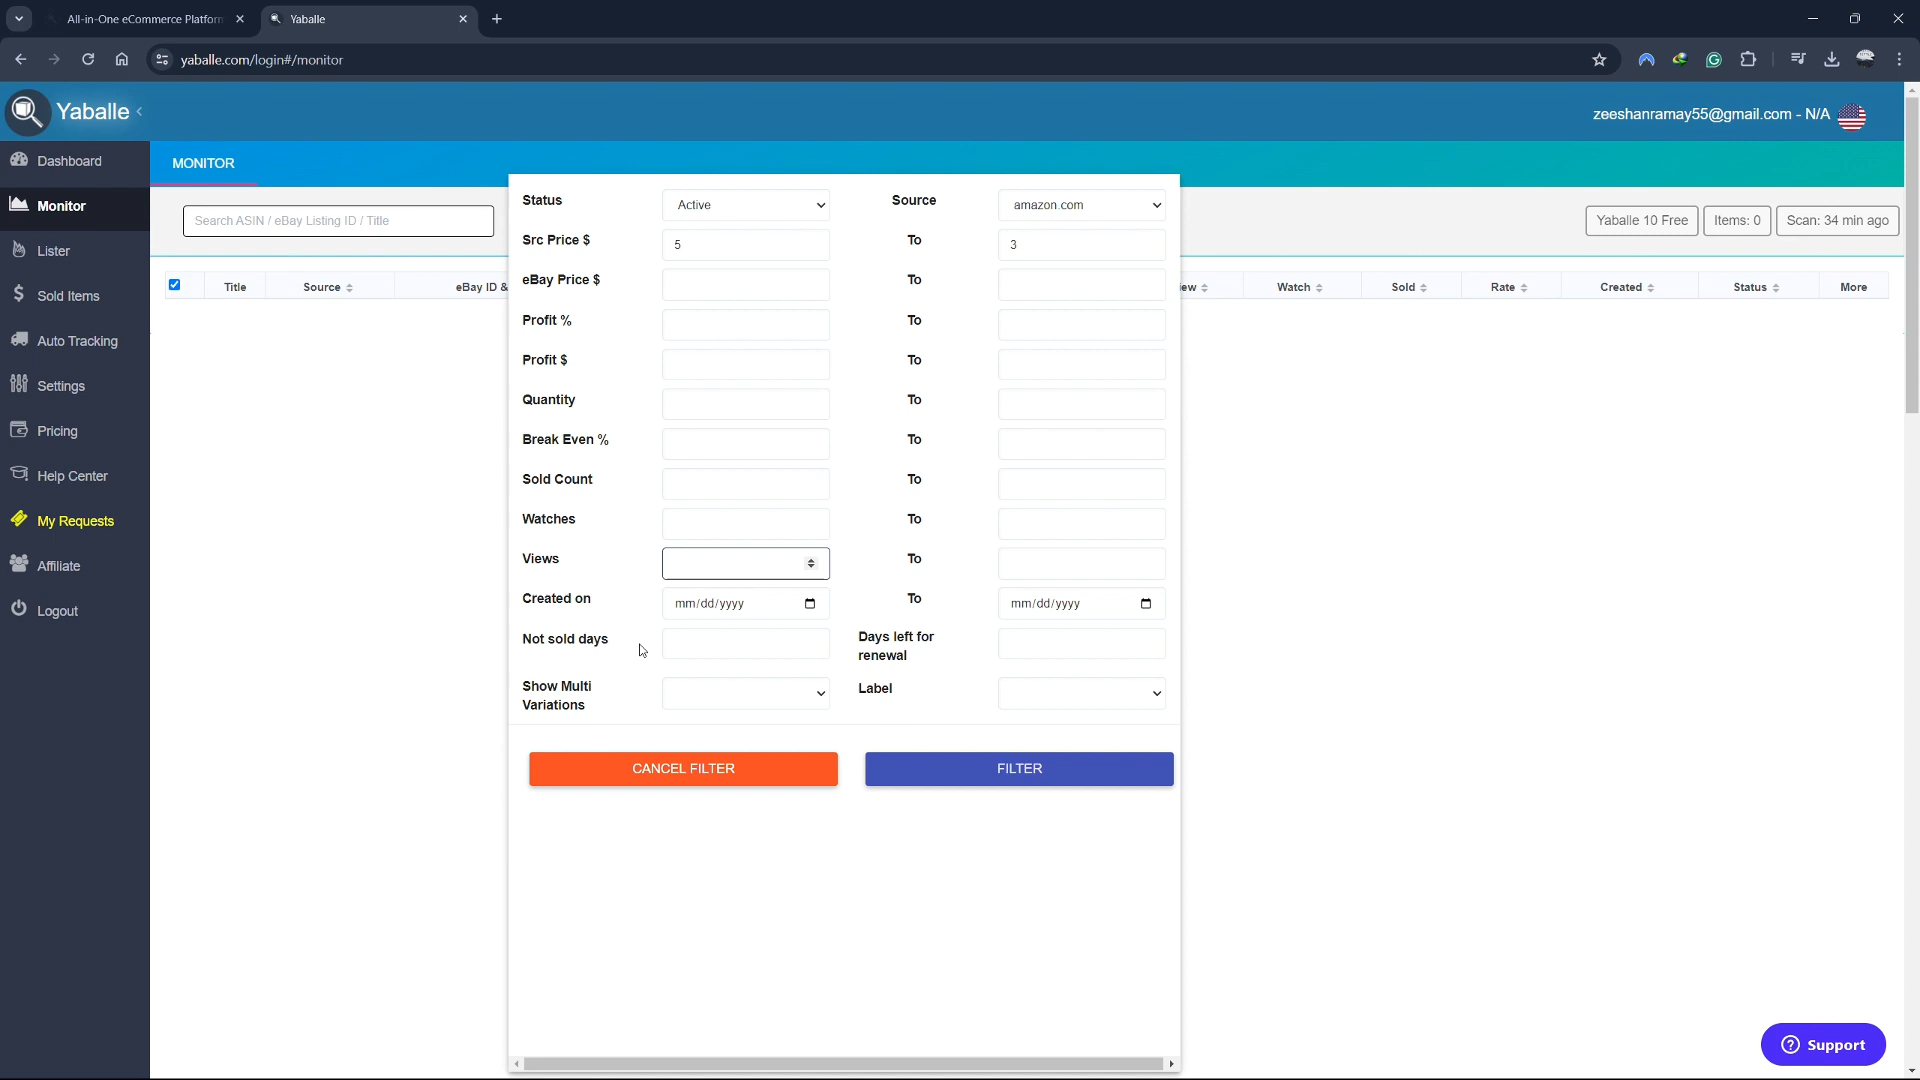 All-in-One eCommerce Platform
Yaballe
yaballe.com/login#/monitor
Yaballe
zeeshanramay55@gmail.com - N/A
Dashboard
Monitor
Lister
Sold Items
Auto Tracking
Settings
Pricing
Help Center
My Requests
Affiliate
Logout
MONITOR
Search ASIN / eBay Listing ID / Title
Yaballe 10 Free
Items: 0
Scan: 34 min ago
Title Source eBay ID & iew Watch Sold Rate Created Status More
Status Active Source amazon.com
Src Price $ 5 To 3
eBay Price $ To
Profit % To
Profit $ To
Quantity To
Break Even % To
Sold Count To
Watches To
Views To
Created on mm/dd/yyyy To mm/dd/yyyy
Not sold days Days left for
renewal
Show Multi Label
Variations
CANCEL FILTER FILTER
Support